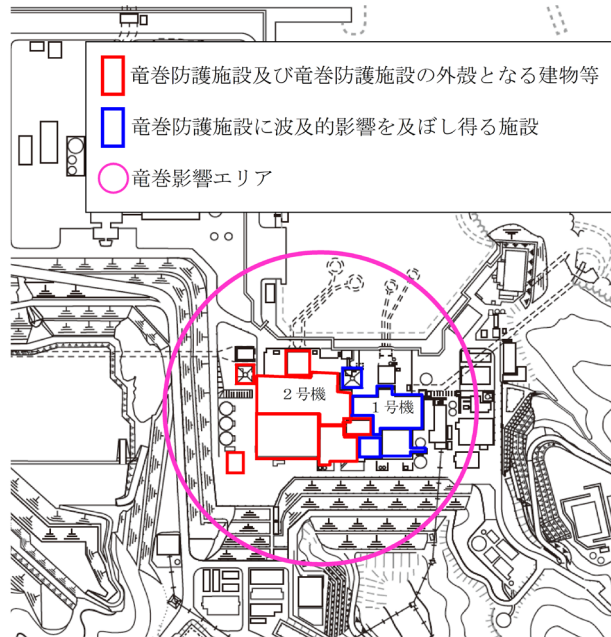 竜巻防護施設及び竜巻防護施設の外殻となる建物等
竜巻防護施設に波及的影響を及ぼし得る施設
竜巻影響エリア
２号機
１号機